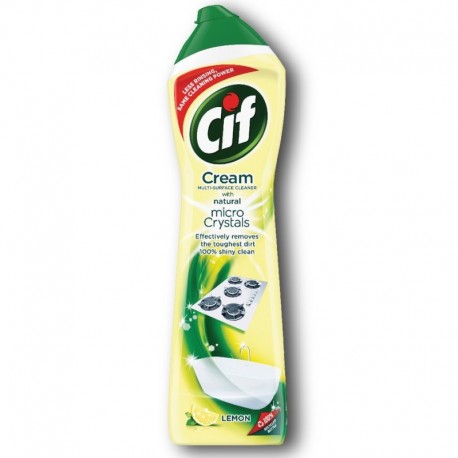 LESS RINSING,
SAME CLEANING POWER
Cif
Cream
MULTI-SURFACE CLEANER
with
natural
micro
Crystals
Effectively removes
the toughest dirt
100% shiny clean
LEMON
100%